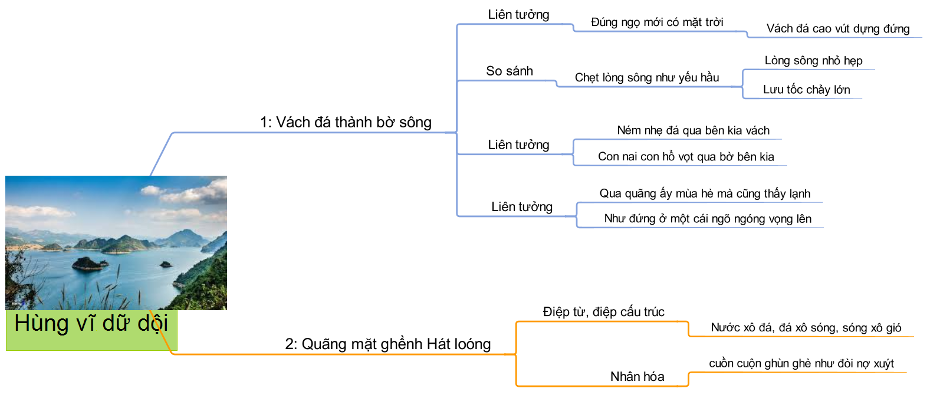 Hùng vĩ dữ dội
1: Vách đá thành bờ sông
Liên tưởng
Đúng ngọ mới có mặt trời
Vách đá cao vút dựng đứng
So sánh
Chẹt lòng sông như yếu hầu
Lòng sông nhỏ hẹp
Lưu tốc chảy lớn
Liên tưởng
Ném nhẹ đá qua bên kia vách
Con nai con hổ vọt qua bờ bên kia
Liên tưởng
Qua quãng ấy mùa hè mà cũng thấy lạnh
Như đứng ở một cái ngõ ngóng vọng lên
2: Quãng mặt ghềnh Hát loóng
Điệp từ, điệp cấu trúc
Nước xô đá, đá xô sóng, sóng xô gió
Nhân hóa
cuồn cuộn ghùn ghè như đòi nợ xuýt